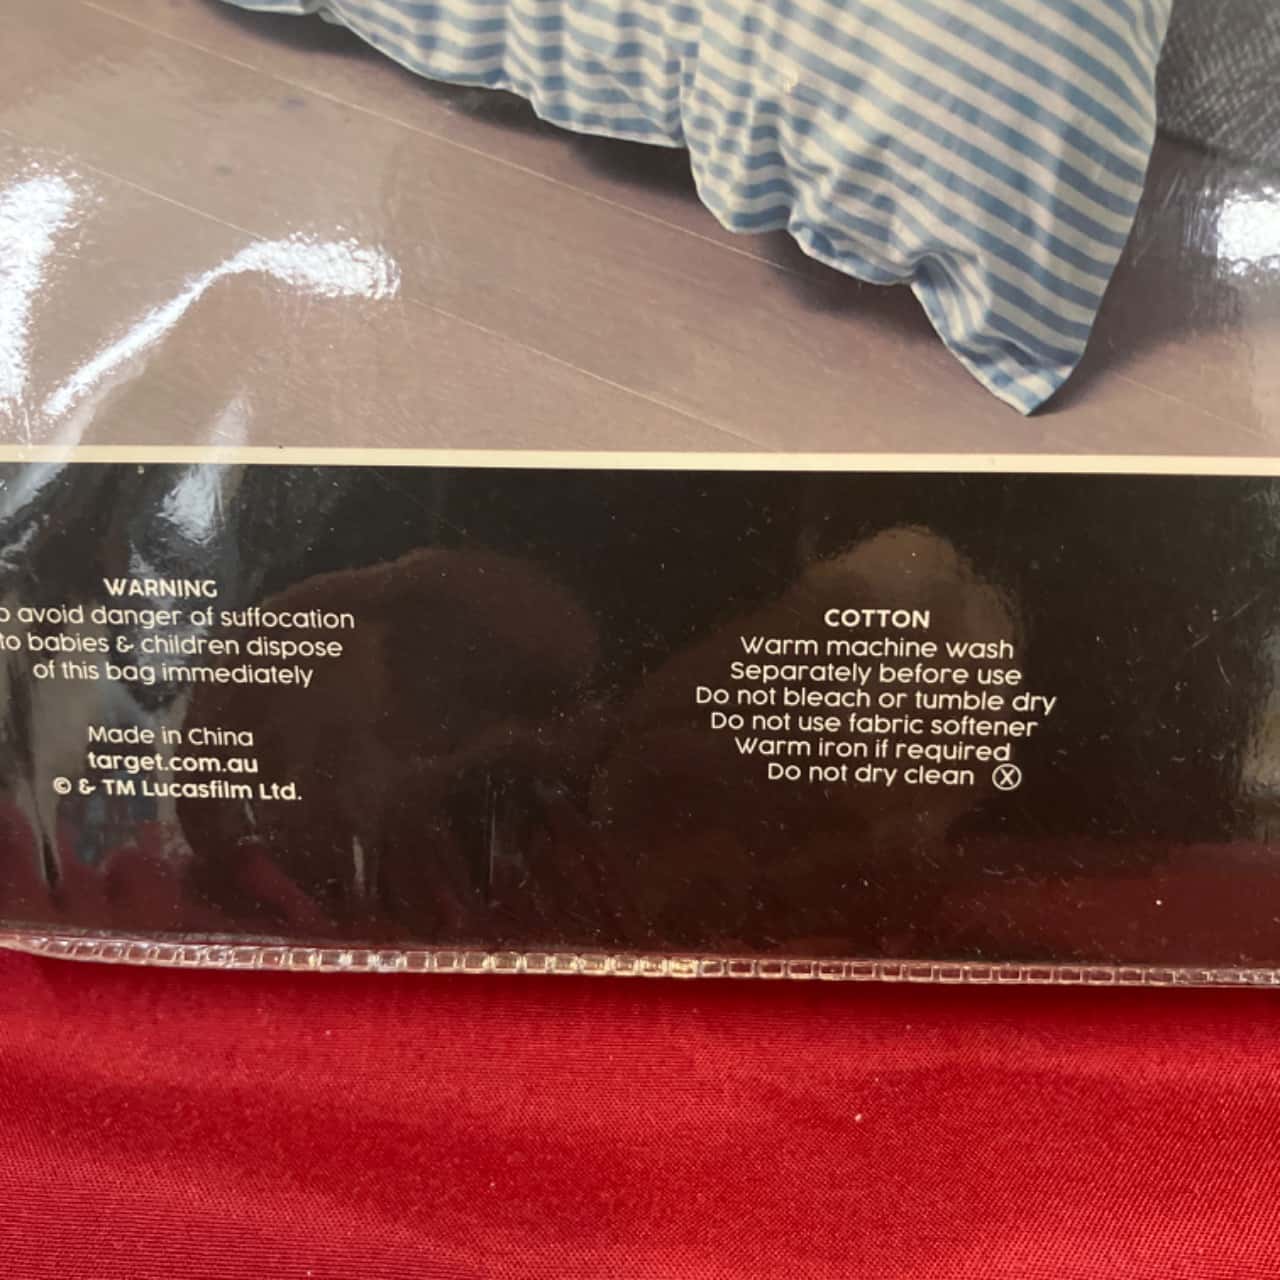 WARNING
o avoid danger of suffocation
to babies & children dispose
of this bag immediately
Made in China
target.com.au
© & TM Lucasfilm Ltd.
COTTON
Warm machine wash
Separately before use
Do not bleach or tumble dry
Do not use fabric softener
Warm iron if required
Do not dry clean Ⓧ